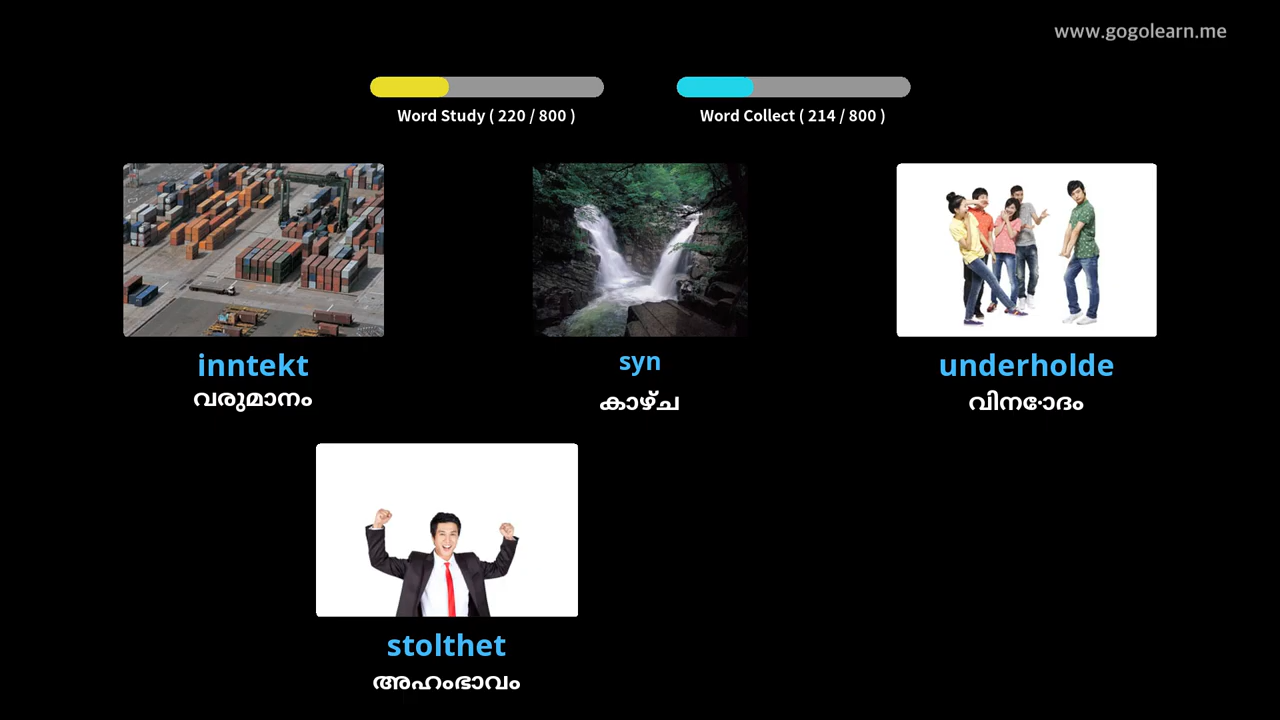 www.gogolearn.me
Word Study ( 220 / 800 )
Word Collect ( 214 / 800 )
inntekt
വരുമാനം
syn
കാഴ്ച
underholde
വിനോദം
stolthet
അഹംഭാവം